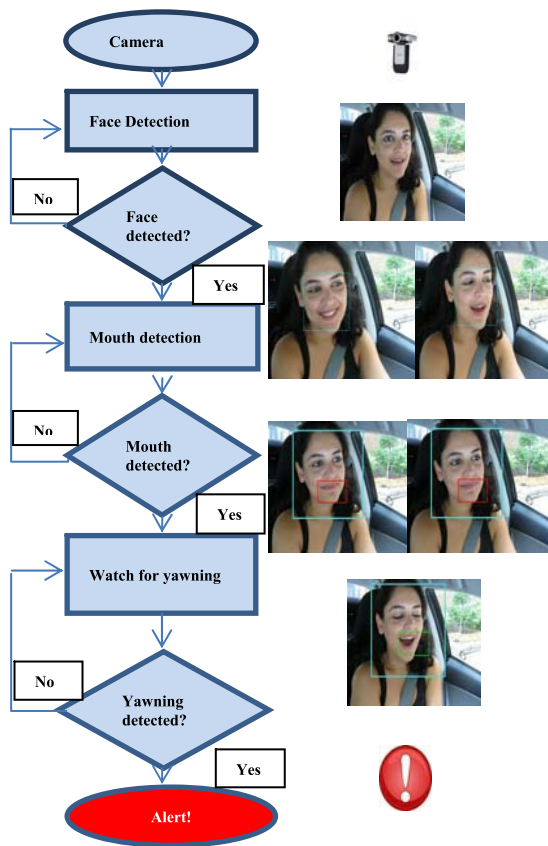 Camera
Face Detection
No
Face
detected?
Yes
Mouth detection
No
Mouth
detected?
Yes
Watch for yawning
No
Yawning
detected?
Yes
Alert!